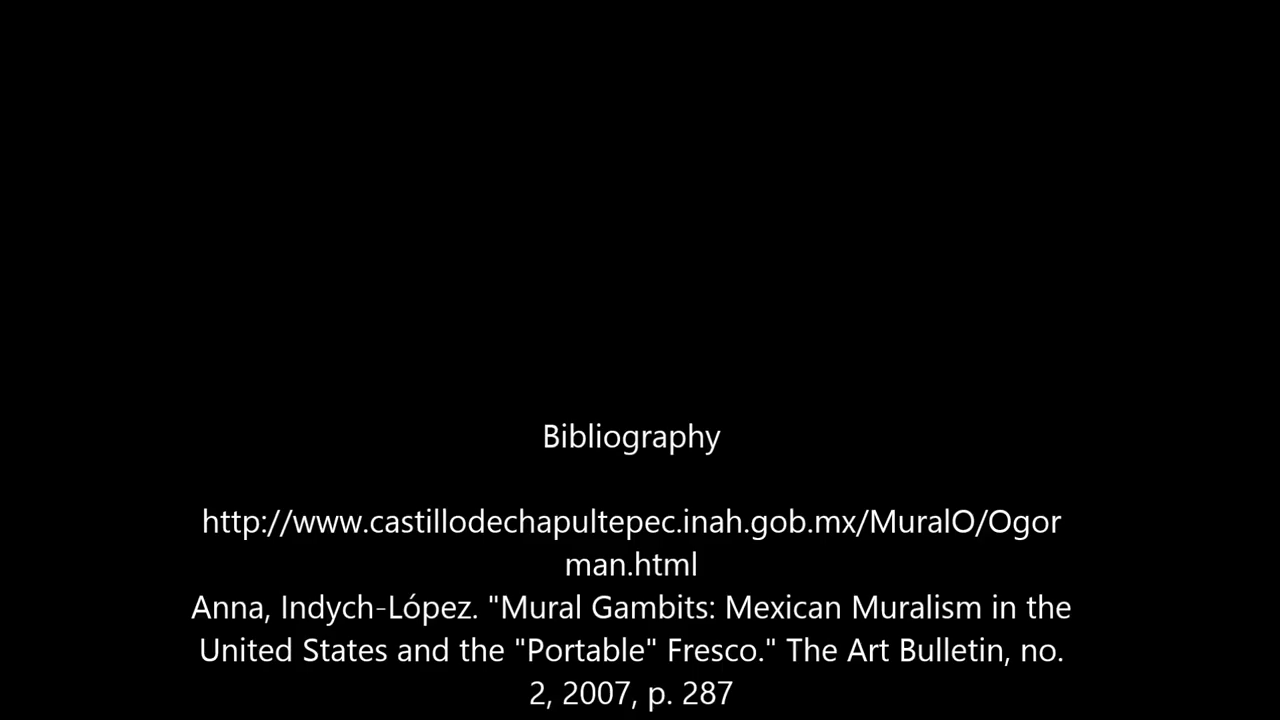 Bibliography
http://www.castillodechapultepec.inah.gob.mx/MuralO/Ogor
man.html
Anna, Indych-López. "Mural Gambits: Mexican Muralism in the
United States and the "Portable" Fresco." The Art Bulletin, no.
2, 2007, p. 287